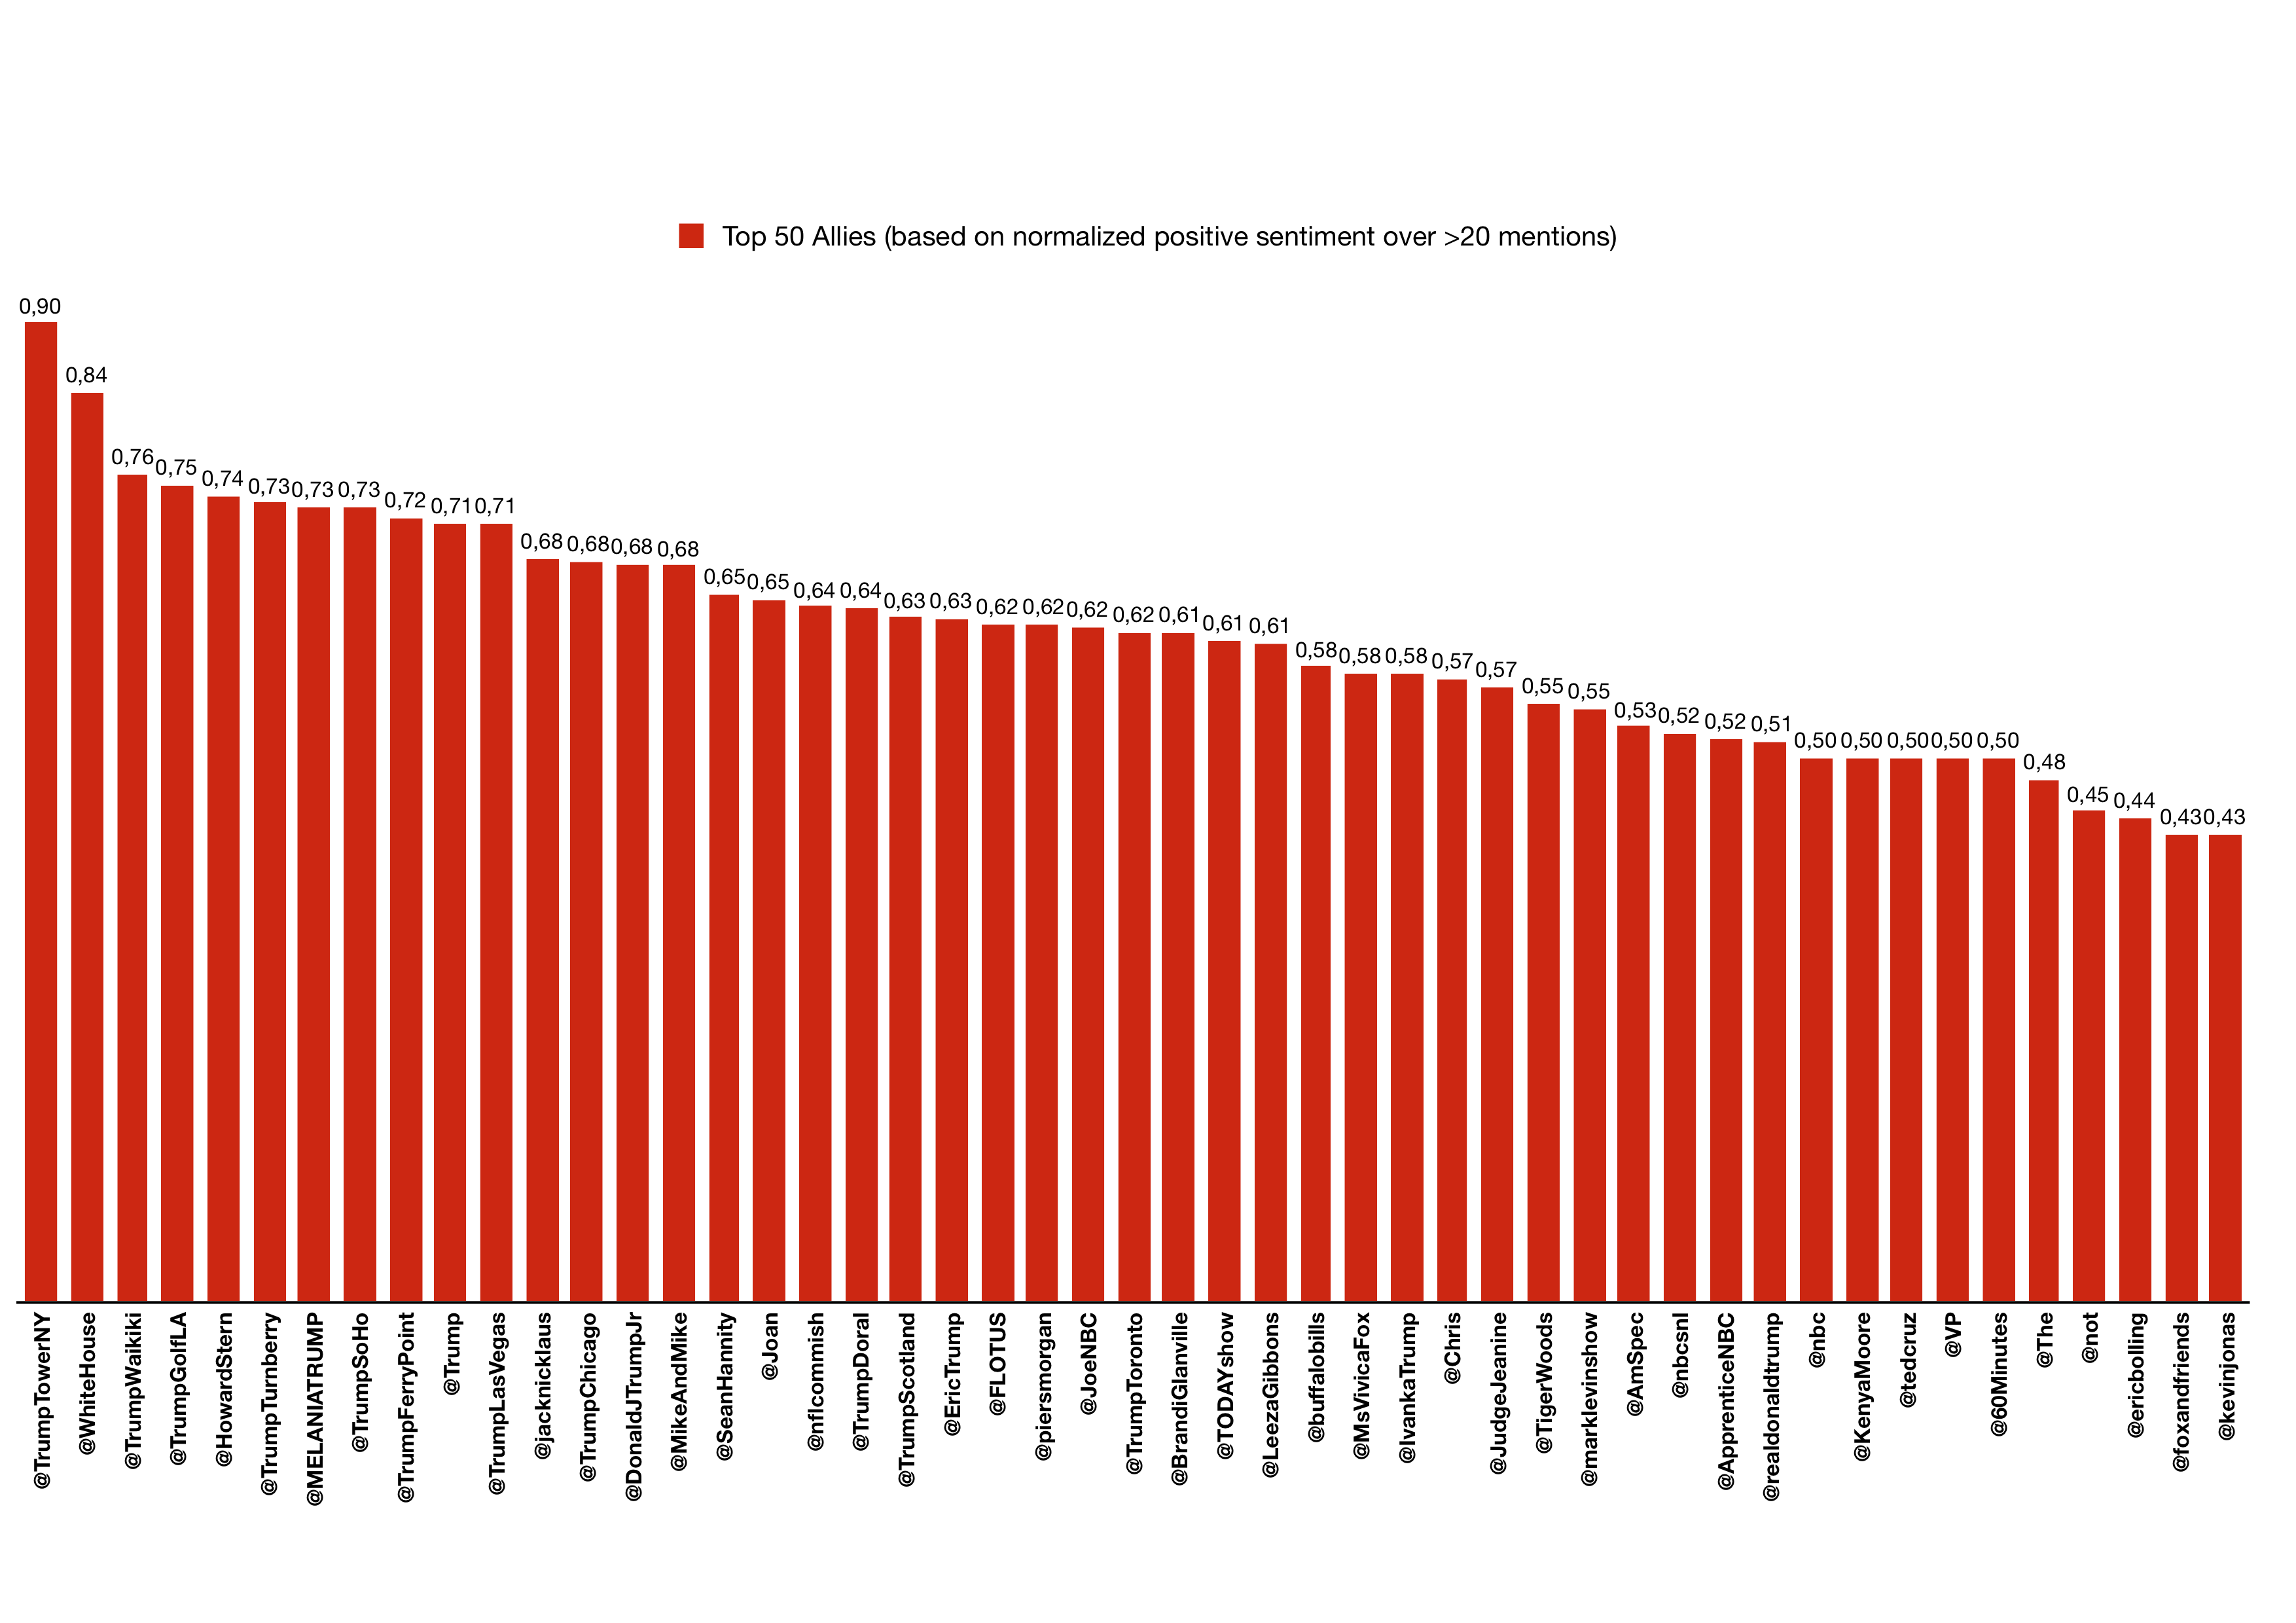 Top 50 Allies (based on normalized positive sentiment over >20 mentions)
0,90
0,84
0,76
0,75
0,74
0,73
0,73
0,73
0,72
0,71
0,71
0,68
0,68
0,68
0,68
0,65
0,65
0,64
0,64
0,63
0,63
0,62
0,62
0,62
0,62
0,61
0,61
0,61
0,58
0,58
0,58
0,57
0,57
0,55
0,55
0,53
0,52
0,52
0,51
0,50
0,50
0,50
0,50
0,50
0,48
0,45
0,44
0,43
0,43
@TrumpTowerNY
@WhiteHouse
@TrumpWaikiki
@TrumpGolfLA
@HowardStern
@TrumpTurnberry
@MELANIATRUMP
@TrumpSoHo
@TrumpFerryPoint
@Trump
@TrumpLasVegas
@jacknicklaus
@TrumpChicago
@DonaldJTrumpJr
@MikeAndMike
@SeanHannity
@Joan
@nflcommish
@TrumpDoral
@TrumpScotland
@EricTrump
@FLOTUS
@piersmorgan
@JoeNBC
@TrumpToronto
@BrandiGlanville
@TODAYshow
@LeezaGibbons
@buffalobills
@MsVivicaFox
@IvankaTrump
@Chris
@JudgeJeanine
@TigerWoods
@marklevinshow
@AmSpec
@nbcsnl
@ApprenticeNBC
@realdonaldtrump
@nbc
@KenyaMoore
@tedcruz
@VP
@60Minutes
@The
@not
@ericbolling
@foxandfriends
@kevinjonas